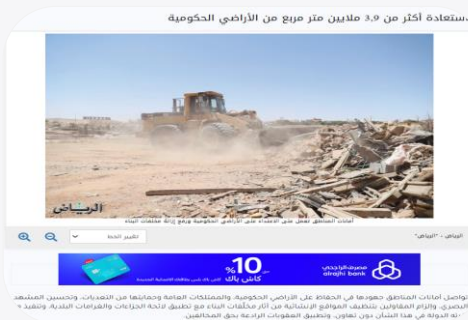 ستعادة أكثر من 3,9 ملايين متر مربع من الأراضي الحكومية
الرياض
أمانات المناطق تعمل على الاعتداء على الأراضي الحكومية ورفع إزالة مخلفات البناء
الرياض - "الرياض"
تغيير الخط
%10
كاش باك
مصرف الراجحي
alrajhi bank
تواصل أمانات المناطق جهودها في الحفاظ على الأراضي الحكومية، والممتلكات العامة وحمايتها من التعديات، وتحسين المشهد
البصري، وإلزام المقاولين بتنظيف المواقع الإنشائية من آثار مخلفات البناء مع تطبيق لائحة الجزاءات والغرامات البلدية، وتنفيذ
ته الدولة في هذا الشأن دون تهاون، وتطبيق العقوبات الرادعة بحق المخالفين.